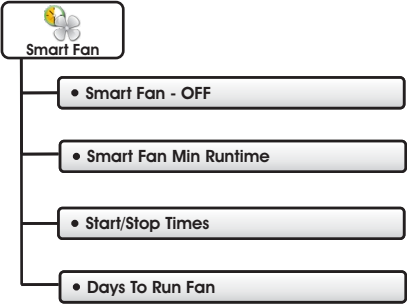 Smart Fan
• Smart Fan - OFF
• Smart Fan Min Runtime
• Start/Stop Times
• Days To Run Fan